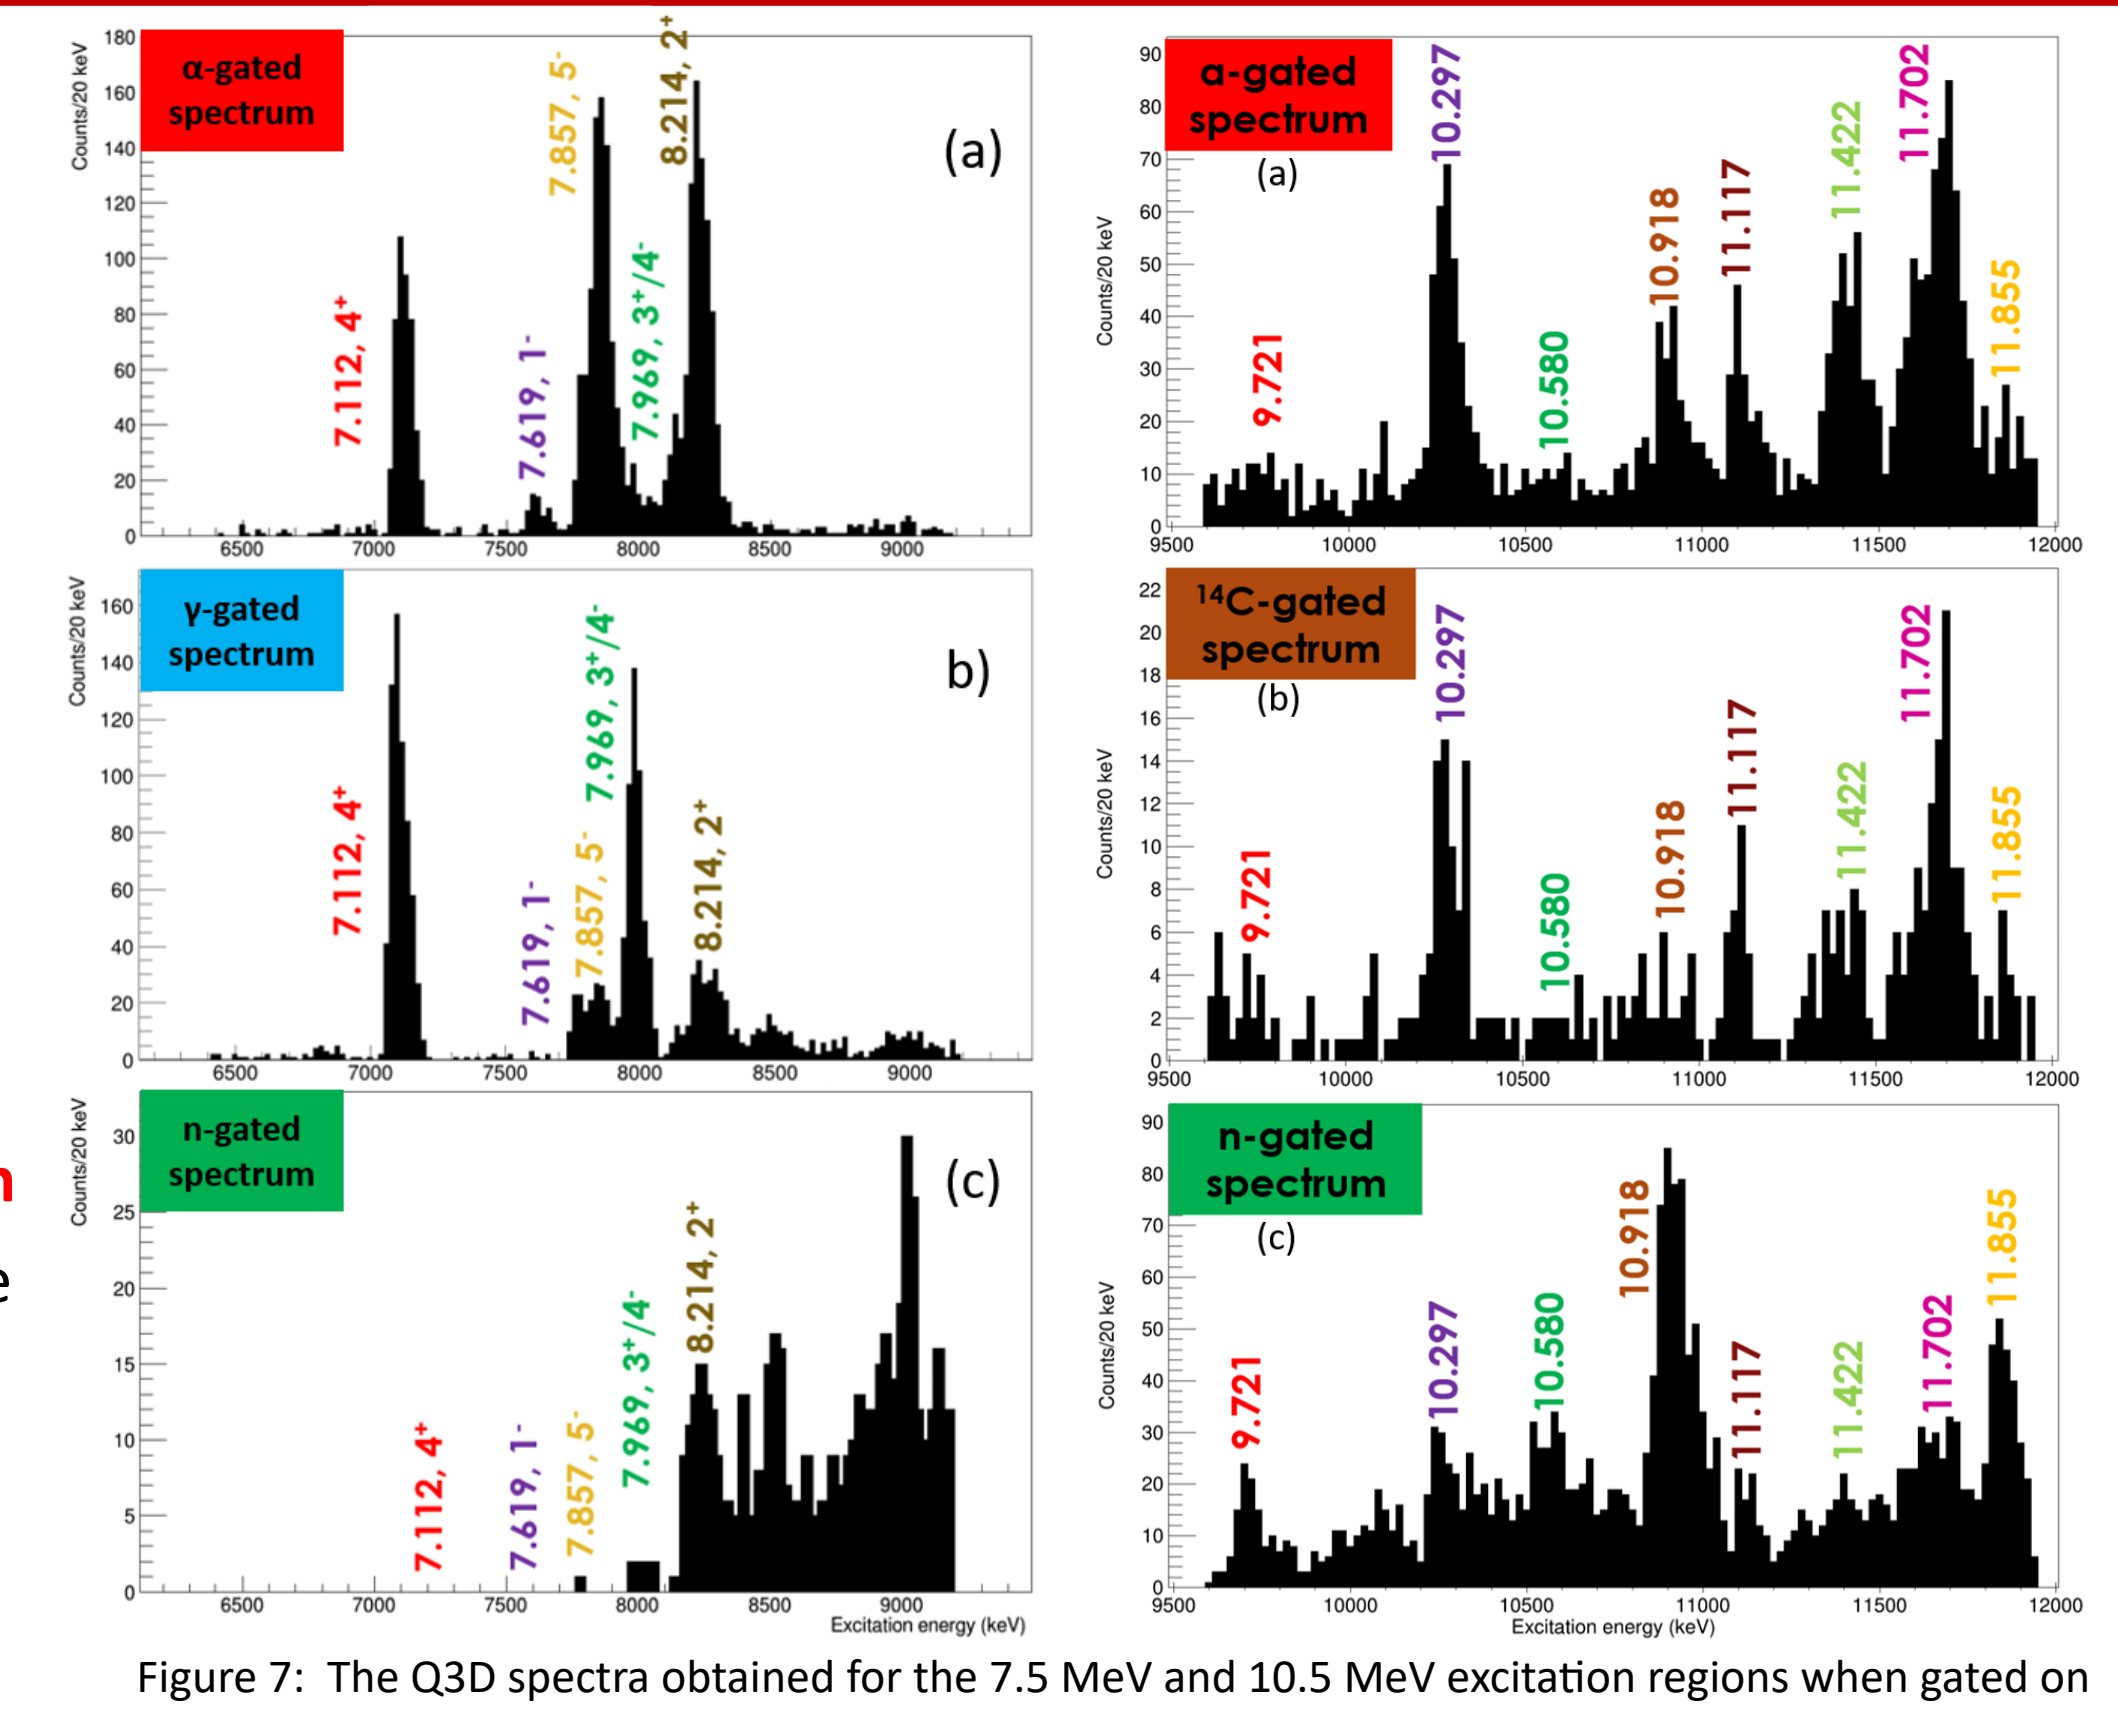 α-gated
spectrum
Counts/20 keV
180
160
140
120
100
80
60
40
20
0
7.112, 4⁺
7.619, 1⁻
7.857, 5⁻
7.969, 3⁺/4⁻
8.214, 2⁺
(a)
6500 7000 7500 8000 8500 9000
γ-gated
spectrum
Counts/20 keV
160
140
120
100
80
60
40
20
0
7.112, 4⁺
7.619, 1⁻
7.857, 5⁻
7.969, 3⁺/4⁻
8.214, 2⁺
b)
6500 7000 7500 8000 8500 9000
n-gated
spectrum
Counts/20 keV
30
25
20
15
10
5
0
7.112, 4⁺
7.619, 1⁻
7.857, 5⁻
7.969, 3⁺/4⁻
8.214, 2⁺
(c)
6500 7000 7500 8000 8500 9000
Excitation energy (keV)
n
e
α-gated
spectrum
(a)
Counts/20 keV
90
80
70
60
50
40
30
20
10
0
9.721
10.297
10.580
10.918
11.117
11.422
11.702
11.855
9500 10000 10500 11000 11500 12000
¹⁴C-gated
spectrum
(b)
Counts/20 keV
22
20
18
16
14
12
10
8
6
4
2
0
9.721
10.297
10.580
10.918
11.117
11.422
11.702
11.855
9500 10000 10500 11000 11500 12000
n-gated
spectrum
(c)
Counts/20 keV
90
80
70
60
50
40
30
20
10
0
9.721
10.297
10.580
10.918
11.117
11.422
11.702
11.855
9500 10000 10500 11000 11500 12000
Excitation energy (keV)
Figure 7: The Q3D spectra obtained for the 7.5 MeV and 10.5 MeV excitation regions when gated on